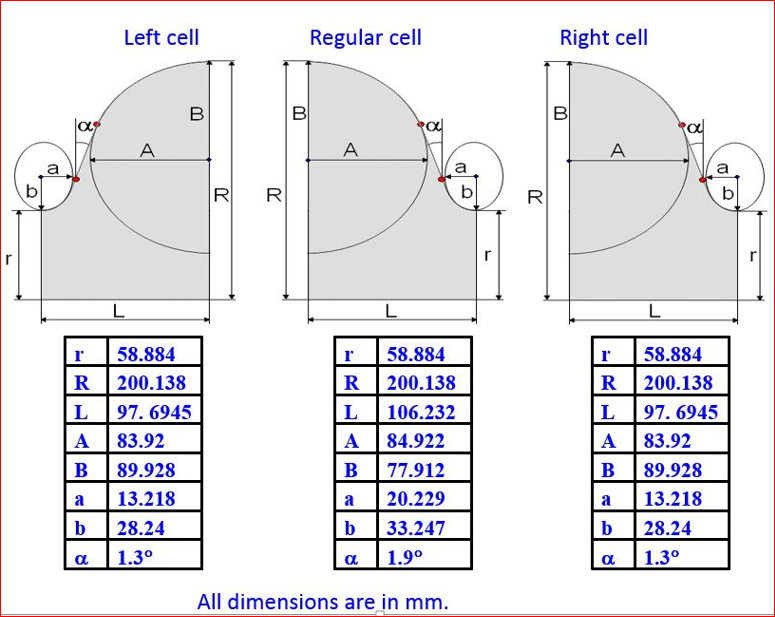 Left cell Regular cell Right cell
B B B
α α α
A A A
a a a
b b b
R R R
r r r
L L L
r 58.884
R 200.138
L 97. 6945
A 83.92
B 89.928
a 13.218
b 28.24
α 1.3°
r 58.884
R 200.138
L 106.232
A 84.922
B 77.912
a 20.229
b 33.247
α 1.9°
r 58.884
R 200.138
L 97. 6945
A 83.92
B 89.928
a 13.218
b 28.24
α 1.3°
All dimensions are in mm.